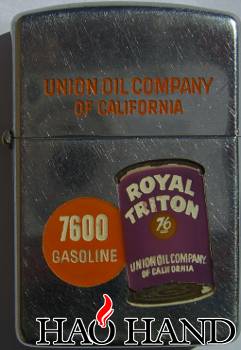 UNION OIL COMPANY
OF CALIFORNIA
ROYAL
TRITON
76
UNION OIL COMPANY
OF CALIFORNIA
7600
GASOLINE
HAO HAND